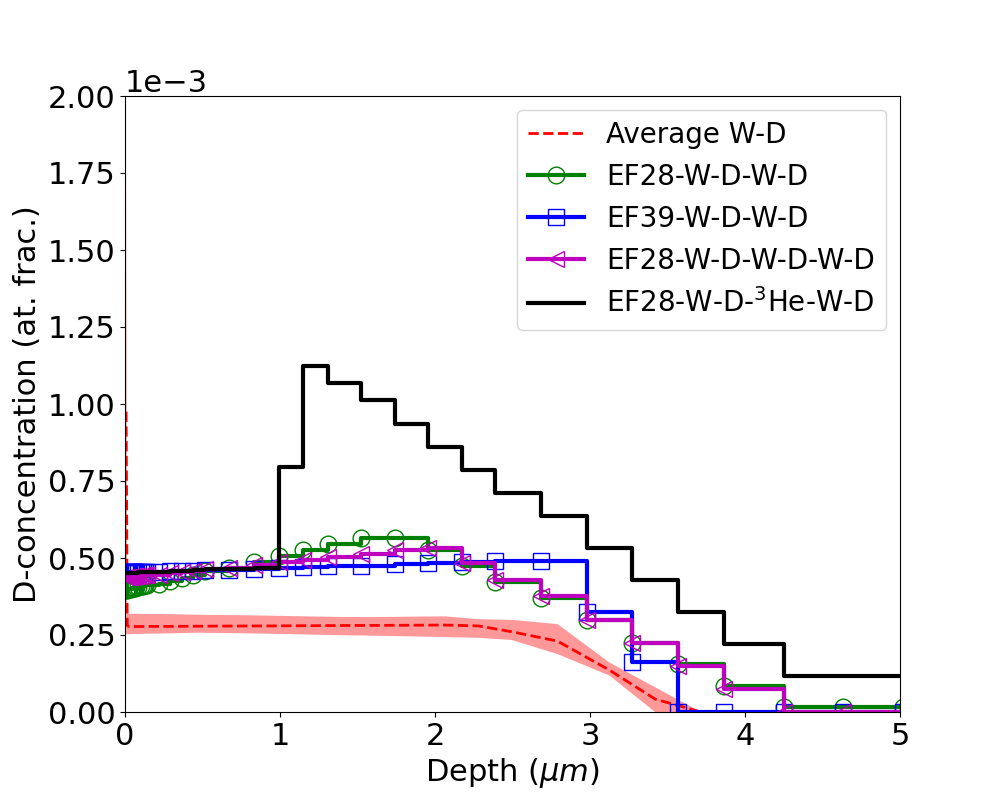 1e−3
2.00
1.75
1.50
1.25
1.00
0.75
0.50
0.25
0.00
D-concentration (at. frac.)
Average W-D
EF28-W-D-W-D
EF39-W-D-W-D
EF28-W-D-W-D-W-D
EF28-W-D-³He-W-D
0 1 2 3 4 5
Depth (μm)